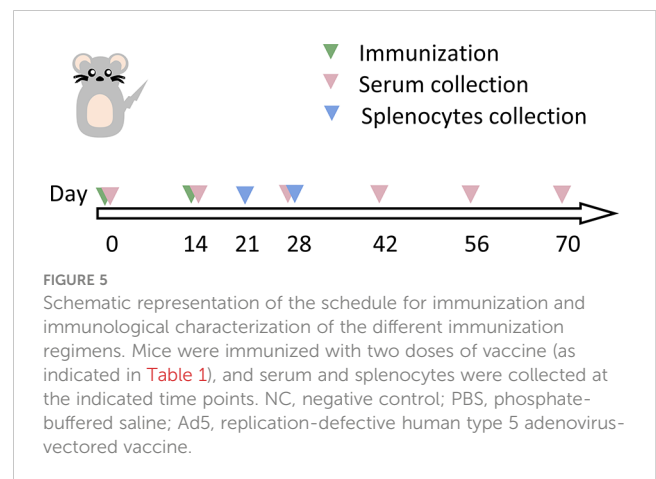 Immunization
Serum collection
Splenocytes collection
Day
0 14 21 28 42 56 70
FIGURE 5
Schematic representation of the schedule for immunization and
immunological characterization of the different immunization
regimens. Mice were immunized with two doses of vaccine (as
indicated in Table 1), and serum and splenocytes were collected at
the indicated time points. NC, negative control; PBS, phosphate-
buffered saline; Ad5, replication-defective human type 5 adenovirus-
vectored vaccine.